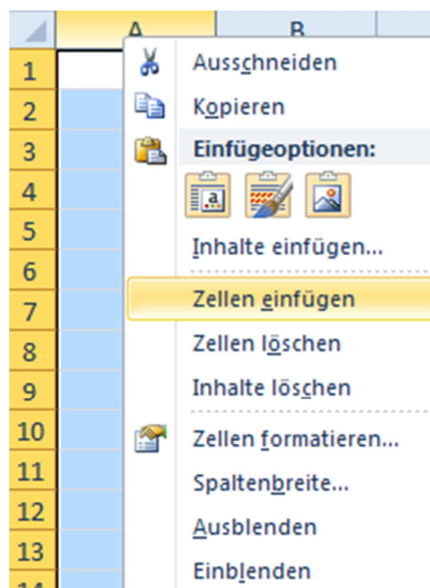 A B
1 Ausschneiden
2 Kopieren
3 Einfügeoptionen:
4 a
5 Inhalte einfügen...
6
7 Zellen einfügen
8 Zellen löschen
9 Inhalte löschen
10 Zellen formatieren...
11 Spaltenbreite...
12 Ausblenden
13 Einblenden
14